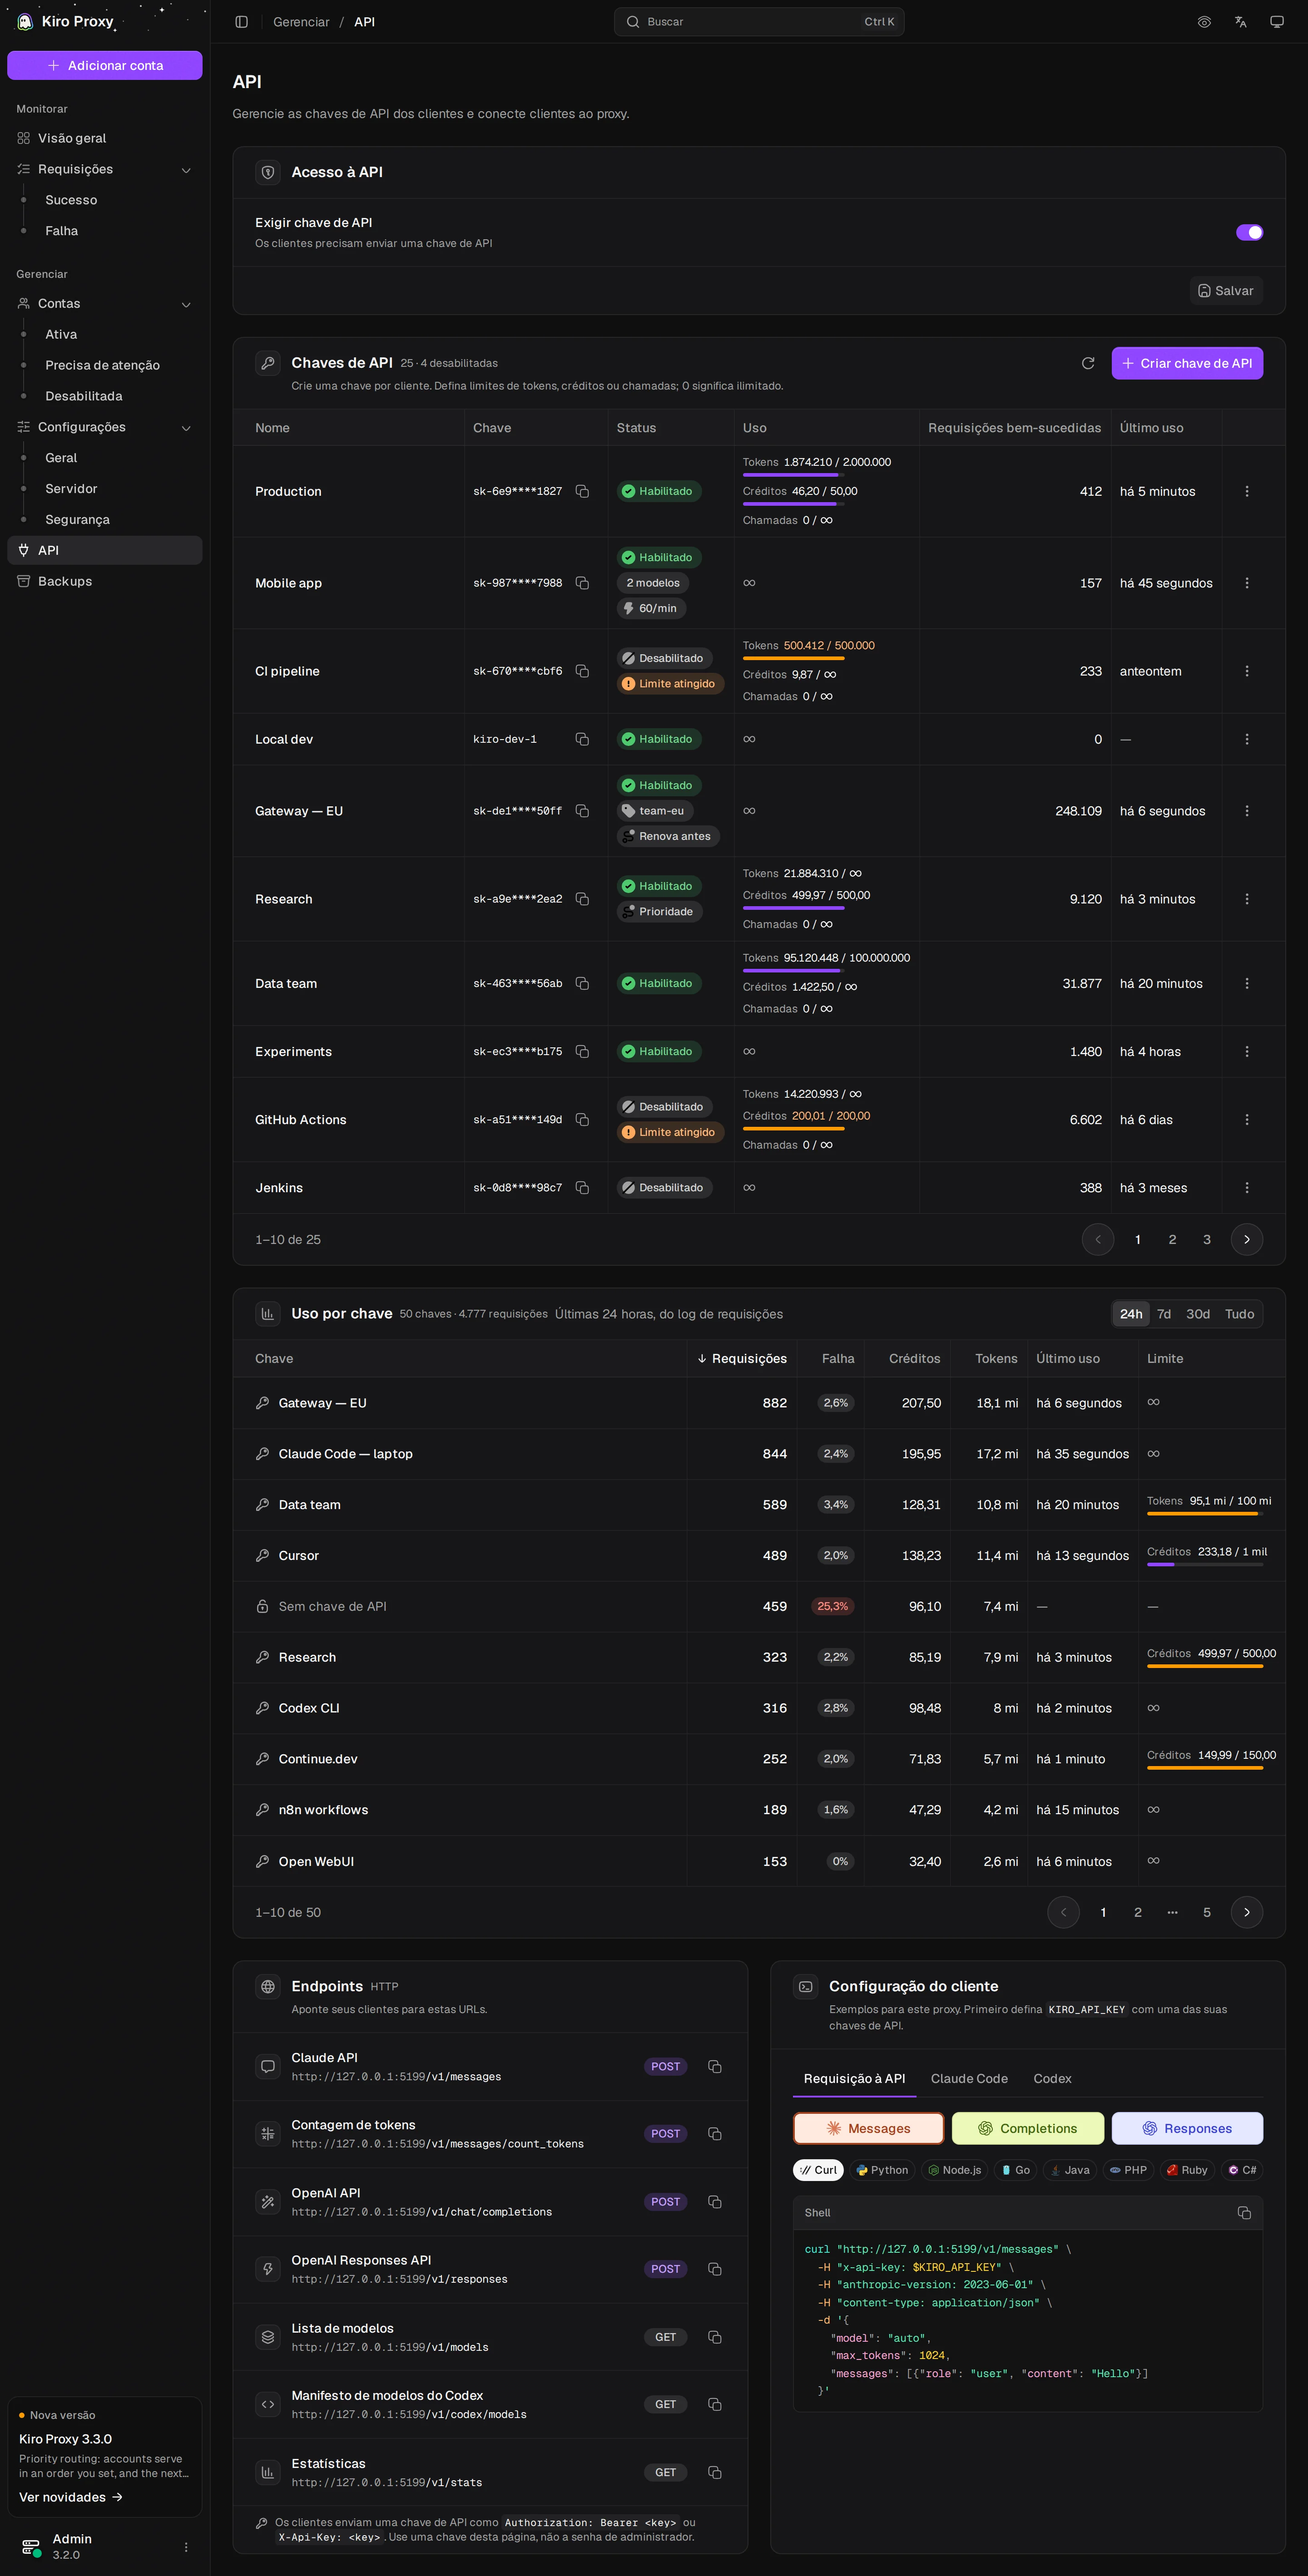 Kiro Proxy
Gerenciar / API
Buscar Ctrl K
Adicionar conta
Monitorar
Visão geral
Requisições
Sucesso
Falha
Gerenciar
Contas
Ativa
Precisa de atenção
Desabilitada
Configurações
Geral
Servidor
Segurança
API
Backups
Nova versão
Kiro Proxy 3.3.0
Priority routing: accounts serve
in an order you set, and the next...
Ver novidades →
Admin
3.2.0
API
Gerencie as chaves de API dos clientes e conecte clientes ao proxy.
Acesso à API
Exigir chave de API
Os clientes precisam enviar uma chave de API
Salvar
Chaves de API 25 · 4 desabilitadas
Crie uma chave por cliente. Defina limites de tokens, créditos ou chamadas; 0 significa ilimitado.
Criar chave de API
Nome Chave Status Uso Requisições bem-sucedidas Último uso
Tokens 1.874.210 / 2.000.000
Production sk-6e9****1827 Habilitado Créditos 46,20 / 50,00 412 há 5 minutos
Chamadas 0 / ∞
Habilitado
Mobile app sk-987****7988 2 modelos ∞ 157 há 45 segundos
60/min
Tokens 500.412 / 500.000
CI pipeline sk-670****cbf6 Desabilitado Créditos 9,87 / ∞ 233 anteontem
Limite atingido Chamadas 0 / ∞
Local dev kiro-dev-1 Habilitado ∞ 0 —
Habilitado
Gateway — EU sk-de1****50ff team-eu ∞ 248.109 há 6 segundos
Renova antes
Tokens 21.884.310 / ∞
Research sk-a9e****2ea2 Habilitado Créditos 499,97 / 500,00 9.120 há 3 minutos
Prioridade Chamadas 0 / ∞
Tokens 95.120.448 / 100.000.000
Data team sk-463****56ab Habilitado Créditos 1.422,50 / ∞ 31.877 há 20 minutos
Chamadas 0 / ∞
Experiments sk-ec3****b175 Habilitado ∞ 1.480 há 4 horas
Tokens 14.220.993 / ∞
GitHub Actions sk-a51****149d Desabilitado Créditos 200,01 / 200,00 6.602 há 6 dias
Limite atingido Chamadas 0 / ∞
Jenkins sk-0d8****98c7 Desabilitado ∞ 388 há 3 meses
1–10 de 25 1 2 3
Uso por chave 50 chaves · 4.777 requisições Últimas 24 horas, do log de requisições 24h 7d 30d Tudo
Chave ↓ Requisições Falha Créditos Tokens Último uso Limite
Gateway — EU 882 2,6% 207,50 18,1 mi há 6 segundos ∞
Claude Code — laptop 844 2,4% 195,95 17,2 mi há 35 segundos ∞
Data team 589 3,4% 128,31 10,8 mi há 20 minutos Tokens 95,1 mi / 100 mi
Cursor 489 2,0% 138,23 11,4 mi há 13 segundos Créditos 233,18 / 1 mil
Sem chave de API 459 25,3% 96,10 7,4 mi — —
Research 323 2,2% 85,19 7,9 mi há 3 minutos Créditos 499,97 / 500,00
Codex CLI 316 2,8% 98,48 8 mi há 2 minutos ∞
Continue.dev 252 2,0% 71,83 5,7 mi há 1 minuto Créditos 149,99 / 150,00
n8n workflows 189 1,6% 47,29 4,2 mi há 15 minutos ∞
Open WebUI 153 0% 32,40 2,6 mi há 6 minutos ∞
1–10 de 50 1 2 ··· 5
Endpoints HTTP
Aponte seus clientes para estas URLs.
Claude API
http://127.0.0.1:5199/v1/messages POST
Contagem de tokens
http://127.0.0.1:5199/v1/messages/count_tokens POST
OpenAI API
http://127.0.0.1:5199/v1/chat/completions POST
OpenAI Responses API
http://127.0.0.1:5199/v1/responses POST
Lista de modelos
http://127.0.0.1:5199/v1/models GET
Manifesto de modelos do Codex
http://127.0.0.1:5199/v1/codex/models GET
Estatísticas
http://127.0.0.1:5199/v1/stats GET
Os clientes enviam uma chave de API como Authorization: Bearer <key> ou
X-Api-Key: <key>. Use uma chave desta página, não a senha de administrador.
Configuração do cliente
Exemplos para este proxy. Primeiro defina KIRO_API_KEY com uma das suas
chaves de API.
Requisição à API Claude Code Codex
Messages Completions Responses
Curl Python Node.js Go Java PHP Ruby C#
Shell
curl "http://127.0.0.1:5199/v1/messages" \
-H "x-api-key: $KIRO_API_KEY" \
-H "anthropic-version: 2023-06-01" \
-H "content-type: application/json" \
-d '{
"model": "auto",
"max_tokens": 1024,
"messages": [{"role": "user", "content": "Hello"}]
}'